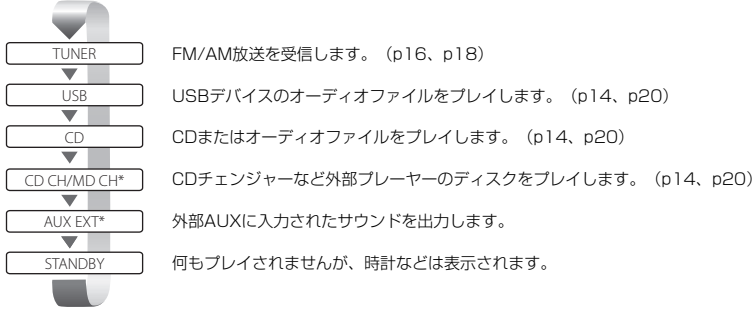 TUNER FM/AM放送を受信します。（p16、p18）
USB USBデバイスのオーディオファイルをプレイします。（p14、p20）
CD CDまたはオーディオファイルをプレイします。（p14、p20）
CD CH/MD CH* CDチェンジャーなど外部プレーヤーのディスクをプレイします。（p14、p20）
AUX EXT* 外部AUXに入力されたサウンドを出力します。
STANDBY 何もプレイされませんが、時計などは表示されます。